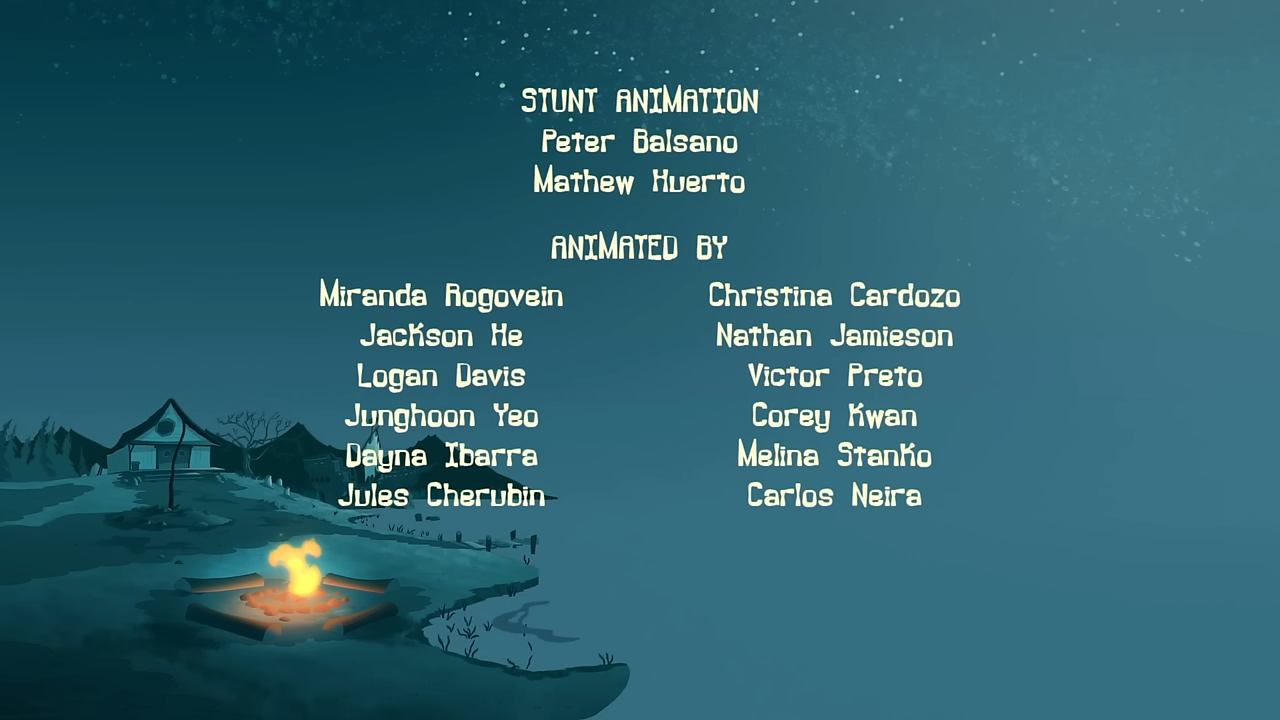 STUNT ANIMATION
Peter Balsano
Mathew Huerto
ANIMATED BY
Miranda Rogovein
Jackson He
Logan Davis
Junghoon Yeo
Dayna Ibarra
Jules Cherubin
Christina Cardozo
Nathan Jamieson
Victor Preto
Corey Kwan
Melina Stanko
Carlos Neira